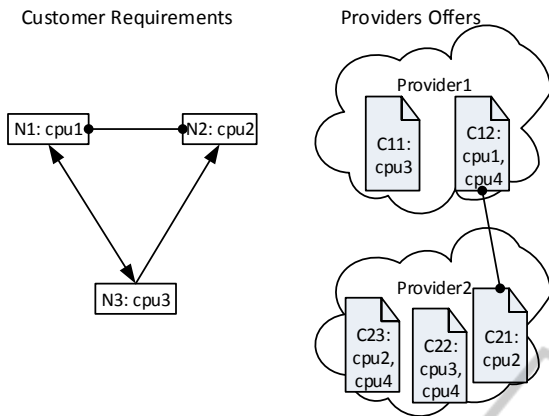 Customer Requirements
Providers Offers
N1: cpu1
N2: cpu2
N3: cpu3
Provider1
C11:
cpu3
C12:
cpu1,
cpu4
Provider2
C23:
cpu2,
cpu4
C22:
cpu3,
cpu4
C21:
cpu2